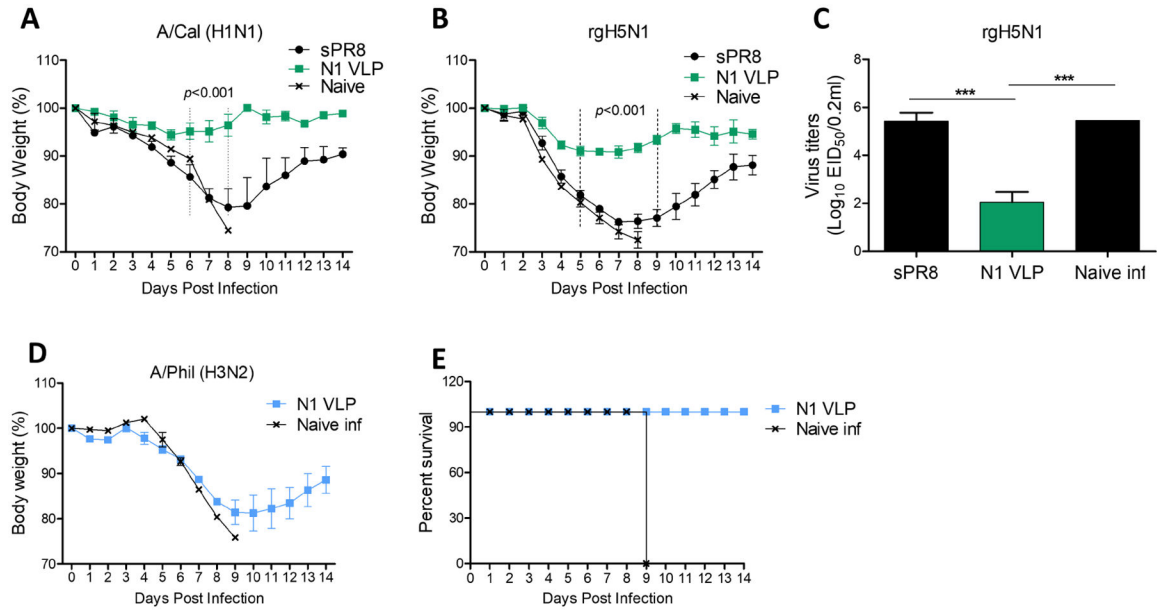 A
A/Cal (H1N1)
sPR8
N1 VLP
Naive
p<0.001
Body Weight (%)
110
100
90
80
70
0 1 2 3 4 5 6 7 8 9 10 11 12 13 14
Days Post Infection
B
rgH5N1
sPR8
N1 VLP
Naive
p<0.001
Body Weight (%)
110
100
90
80
70
0 1 2 3 4 5 6 7 8 9 10 11 12 13 14
Days Post Infection
C
rgH5N1
***
***
Virus titers
(Log10 EID50/0.2ml)
8
6
4
2
0
sPR8 N1 VLP Naive inf
D
A/Phil (H3N2)
N1 VLP
Naive inf
Body weight (%)
110
100
90
80
70
0 1 2 3 4 5 6 7 8 9 10 11 12 13 14
Days Post Infection
E
N1 VLP
Naive inf
Percent survival
120
90
60
30
0
0 1 2 3 4 5 6 7 8 9 10 11 12 13 14
Days Post Infection